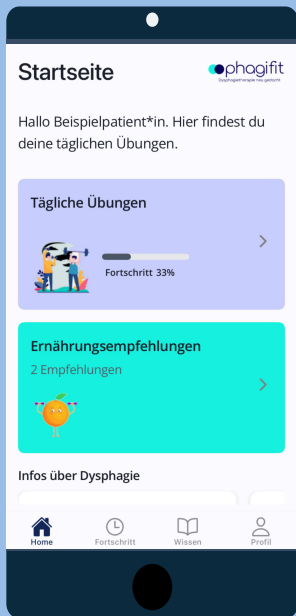 Startseite
phagifit
Dysphagietherapie neu gedacht
Hallo Beispielpatient*in. Hier findest du
deine täglichen Übungen.
Tägliche Übungen
Fortschritt 33%
Ernährungsempfehlungen
2 Empfehlungen
Infos über Dysphagie
Home
Fortschritt
Wissen
Profil